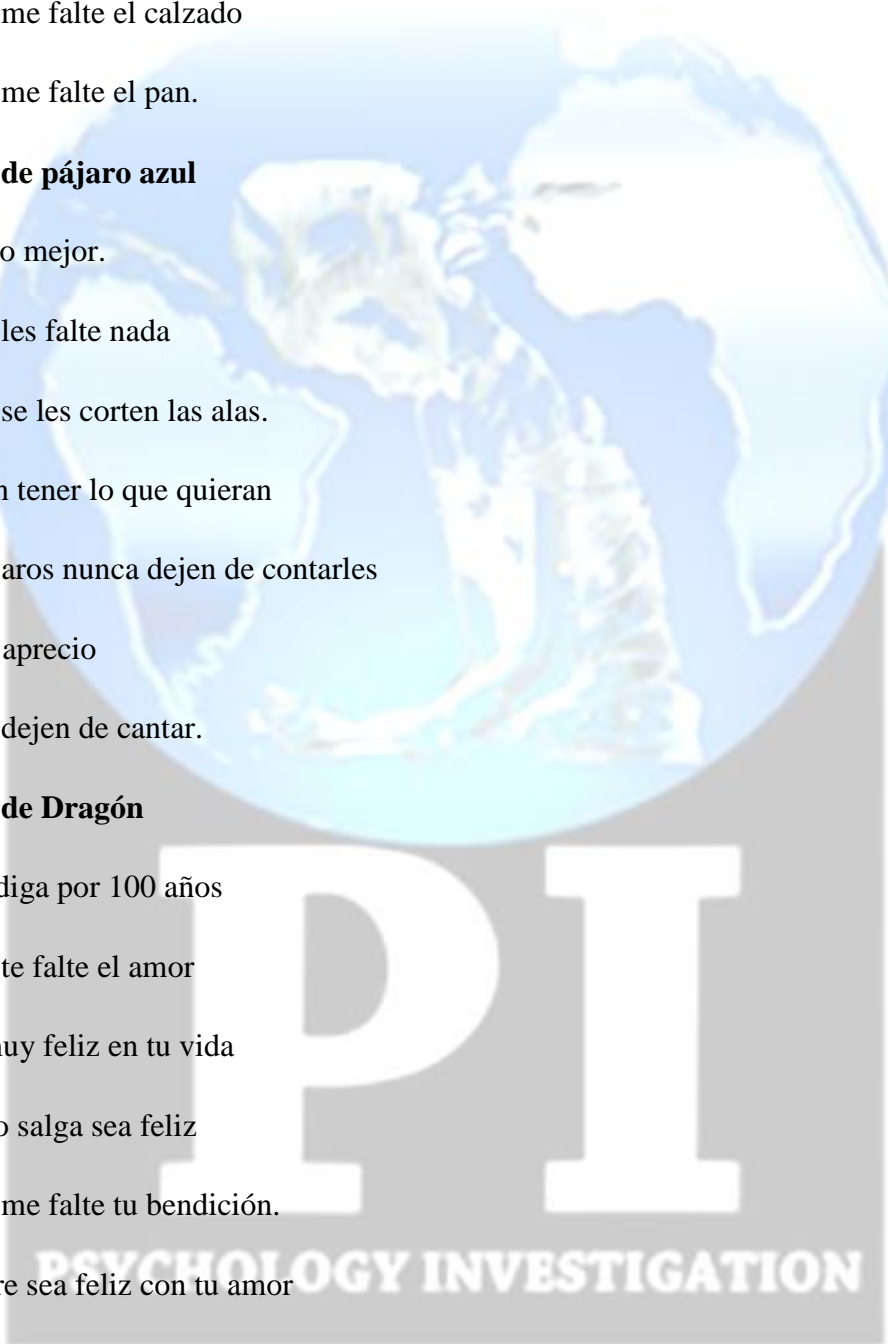 me falte el calzado
me falte el pan.
de pájaro azul
o mejor.
les falte nada
se les corten las alas.
n tener lo que quieran
aros nunca dejen de contarles
aprecio
dejen de cantar.
de Dragón
diga por 100 años
te falte el amor
uy feliz en tu vida
o salga sea feliz
me falte tu bendición.
re sea feliz con tu amor
PI
PSYCHOLOGY INVESTIGATION